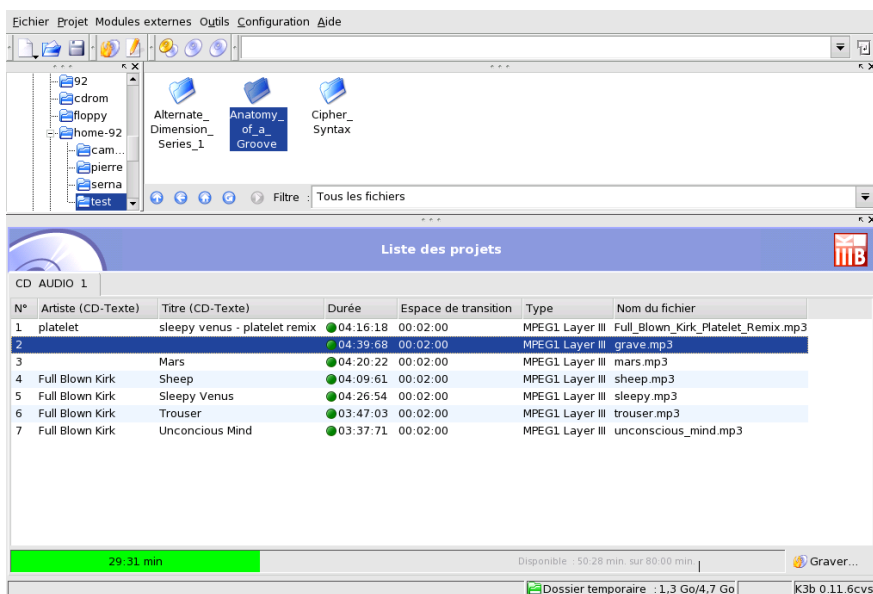 Eichier Projet Modules externes Outils Configuration Aide
92
cdrom
floppy
home-92
cam...
pierre
serna
test
Alternate_
Dimension_
Series_1
Anatomy_
of_a_
Groove
Cipher_
Syntax
Filtre : Tous les fichiers
Liste des projets
CD AUDIO 1
N° Artiste (CD-Texte) Titre (CD-Texte) Durée Espace de transition Type Nom du fichier
1 platelet sleepy venus - platelet remix 04:16:18 00:02:00 MPEG1 Layer III Full_Blown_Kirk_Platelet_Remix.mp3
2 04:39:68 00:02:00 MPEG1 Layer III grave.mp3
3 Mars 04:20:22 00:02:00 MPEG1 Layer III mars.mp3
4 Full Blown Kirk Sheep 04:09:61 00:02:00 MPEG1 Layer III sheep.mp3
5 Full Blown Kirk Sleepy Venus 04:26:54 00:02:00 MPEG1 Layer III sleepy.mp3
6 Full Blown Kirk Trouser 03:47:03 00:02:00 MPEG1 Layer III trouser.mp3
7 Full Blown Kirk Unconcious Mind 03:37:71 00:02:00 MPEG1 Layer III unconscious_mind.mp3
29:31 min Disponible : 50:28 min. sur 80:00 min. Graver...
Dossier temporaire : 1,3 Go/4,7 Go K3b 0.11.6cvs